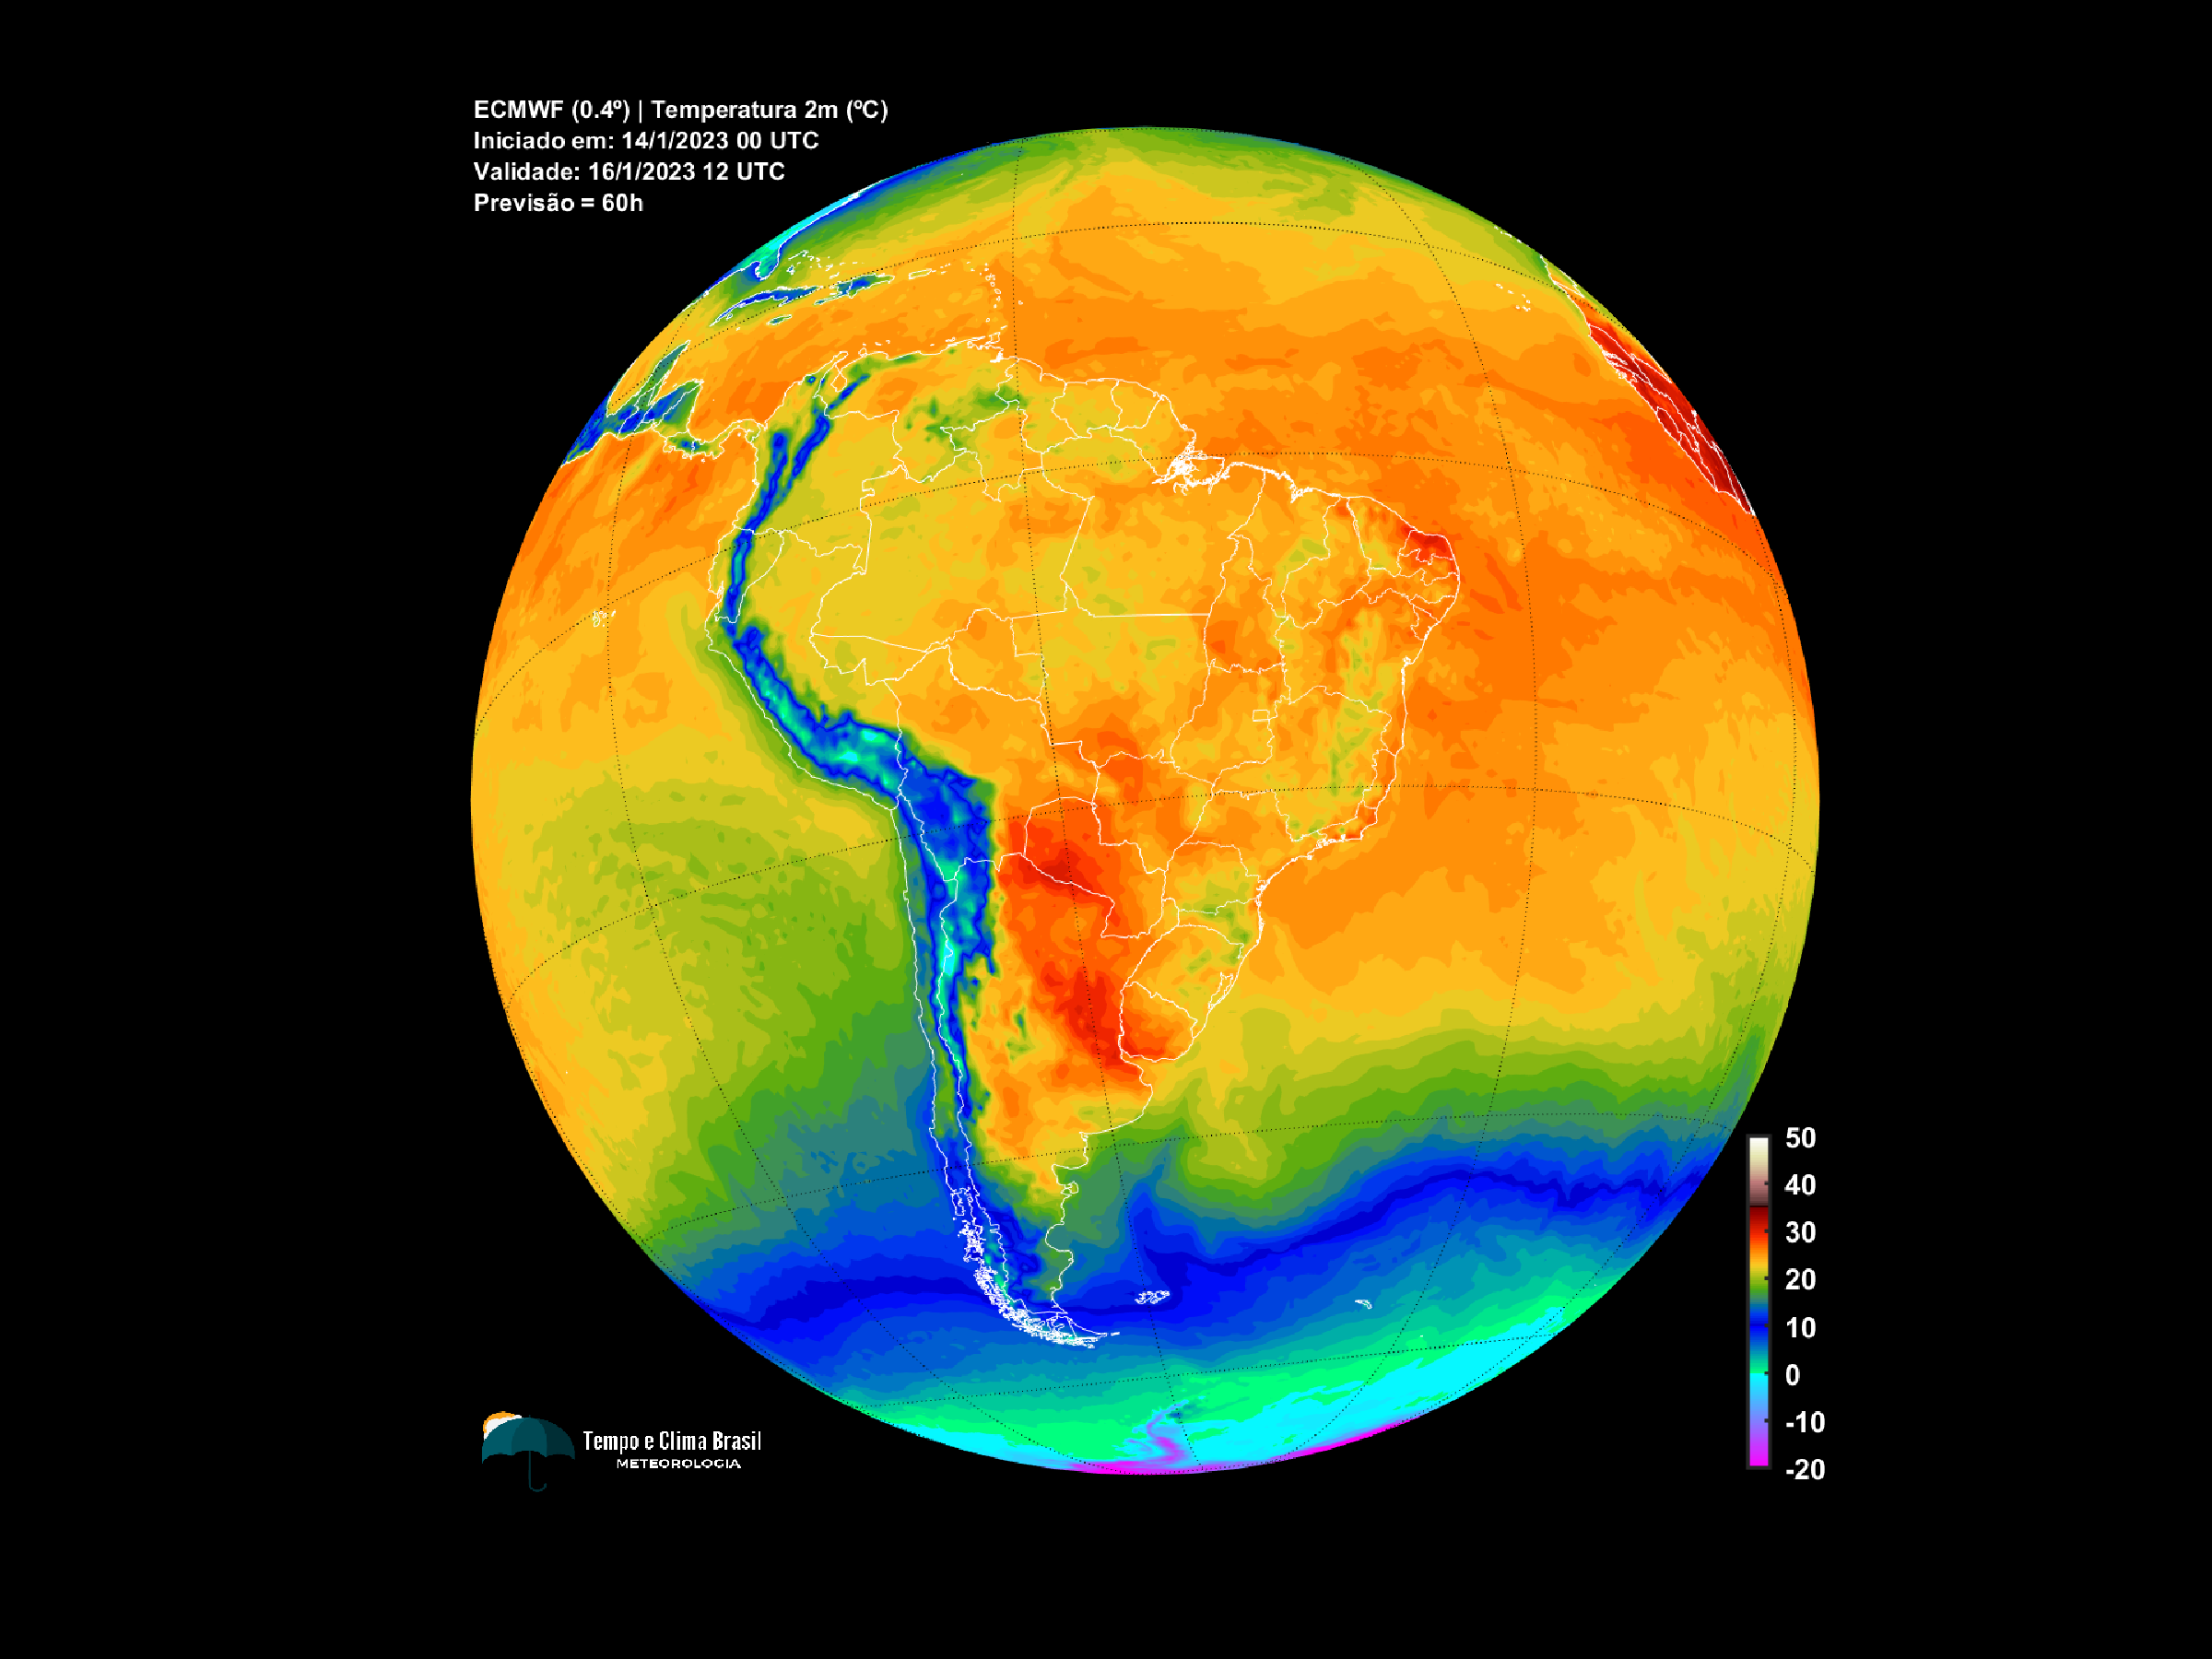 ECMWF (0.4º) | Temperatura 2m (ºC)
Iniciado em: 14/1/2023 00 UTC
Validade: 16/1/2023 12 UTC
Previsão = 60h
50
40
30
20
10
0
-10
-20
Tempo e Clima Brasil
METEOROLOGIA